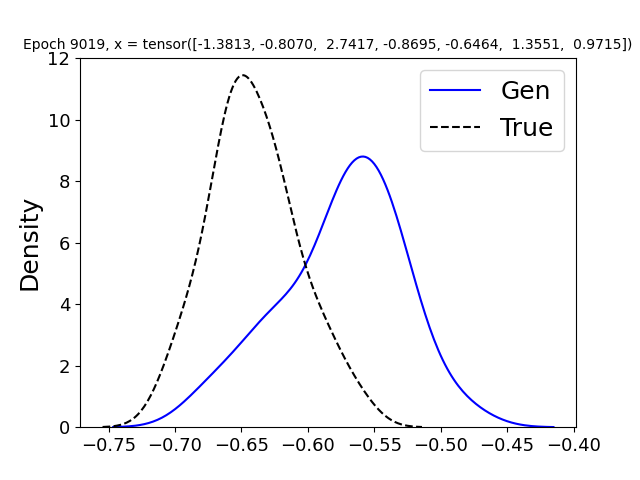 Epoch 9019, x = tensor([-1.3813, -0.8070,  2.7417, -0.8695, -0.6464,  1.3551,  0.9715])
12
10
8
6
4
2
0
Density
Gen
True
−0.75 −0.70 −0.65 −0.60 −0.55 −0.50 −0.45 −0.40